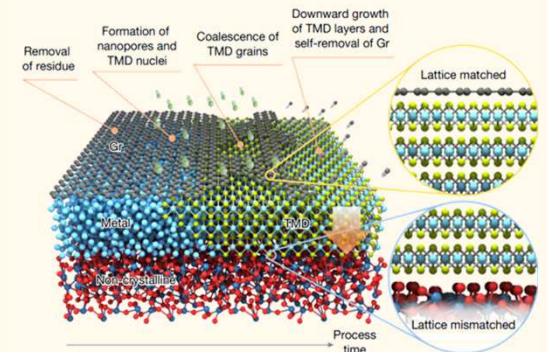 Removal
of residue
Formation of
nanopores and
TMD nuclei
Coalescence of
TMD grains
Downward growth
of TMD layers and
self-removal of Gr
Lattice matched
Gr
Metal
TMD
Non-crystalline
Lattice mismatched
Process
time